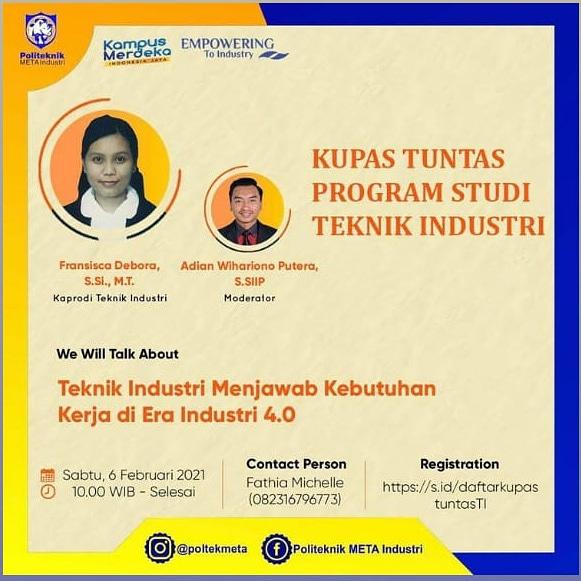 Politeknik
META Industri
Kampus
Merdeka
INDONESIA JAYA
EMPOWERING
To Industry
KUPAS TUNTAS
PROGRAM STUDI
TEKNIK INDUSTRI
Fransisca Debora,
S.Si., M.T.
Kaprodi Teknik Industri
Adian Wihariono Putera,
S.SIIP
Moderator
We Will Talk About
Teknik Industri Menjawab Kebutuhan
Kerja di Era Industri 4.0
Sabtu, 6 Februari 2021
10.00 WIB - Selesai
Contact Person
Fathia Michelle
(082316796773)
Registration
https://s.id/daftarkupas
tuntasTI
@poltekmeta
Politeknik META Industri